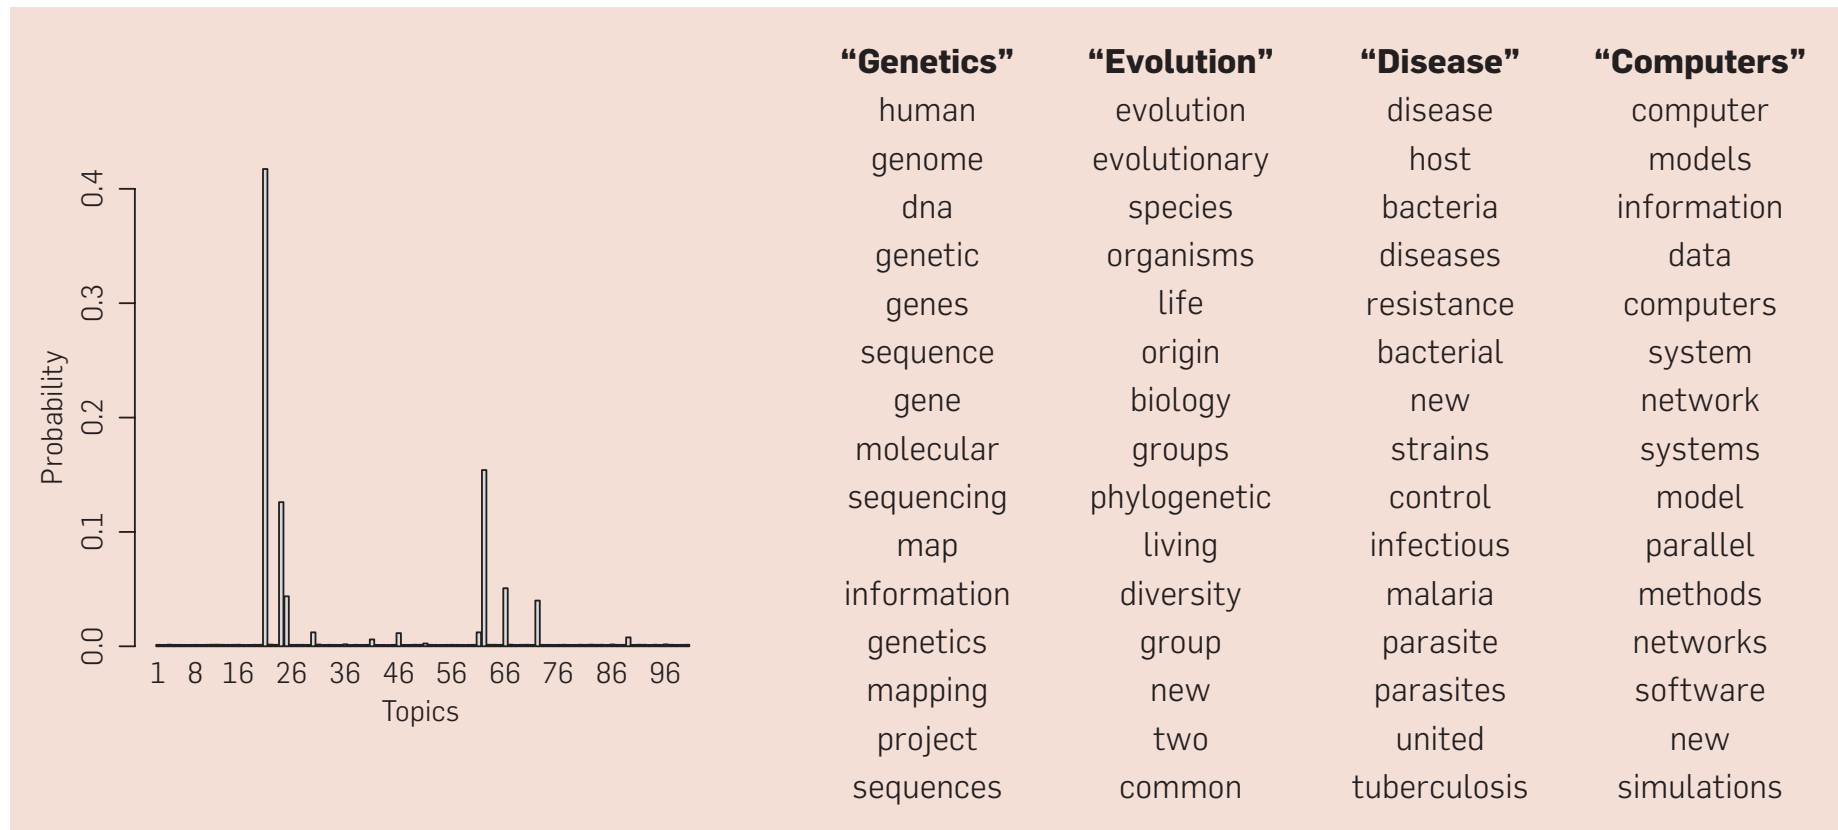 “Genetics” “Evolution” “Disease” “Computers”
human evolution disease computer
genome evolutionary host models
dna species bacteria information
genetic organisms diseases data
genes life resistance computers
sequence origin bacterial system
gene biology new network
molecular groups strains systems
sequencing phylogenetic control model
map living infectious parallel
information diversity malaria methods
genetics group parasite networks
mapping new parasites software
project two united new
sequences common tuberculosis simulations
Probability
0.4
0.3
0.2
0.1
0.0
1 8 16 26 36 46 56 66 76 86 96
Topics